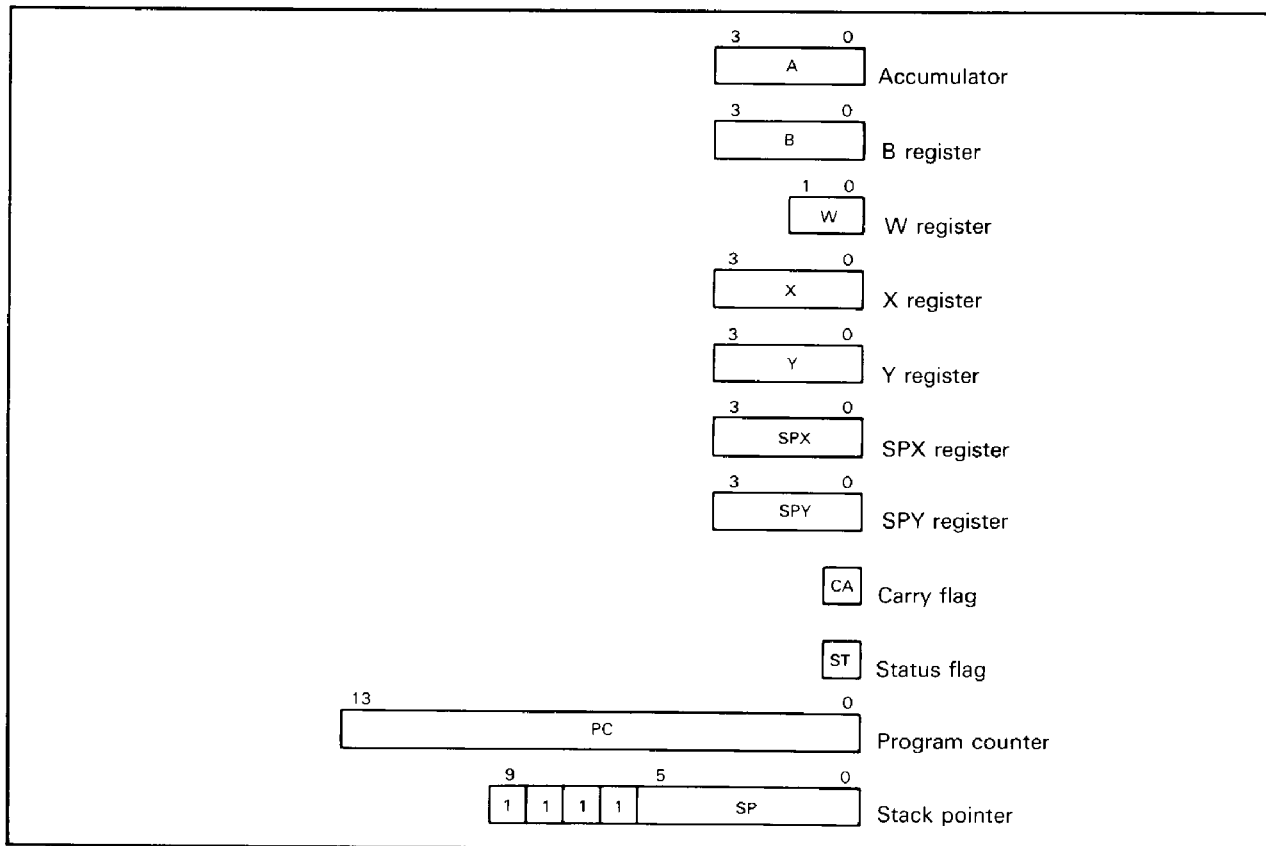 3 0
A Accumulator
3 0
B B register
1 0
W W register
3 0
X X register
3 0
Y Y register
3 0
SPX SPX register
3 0
SPY SPY register
CA Carry flag
ST Status flag
13 0
PC Program counter
9 5 0
1 1 1 1 SP Stack pointer